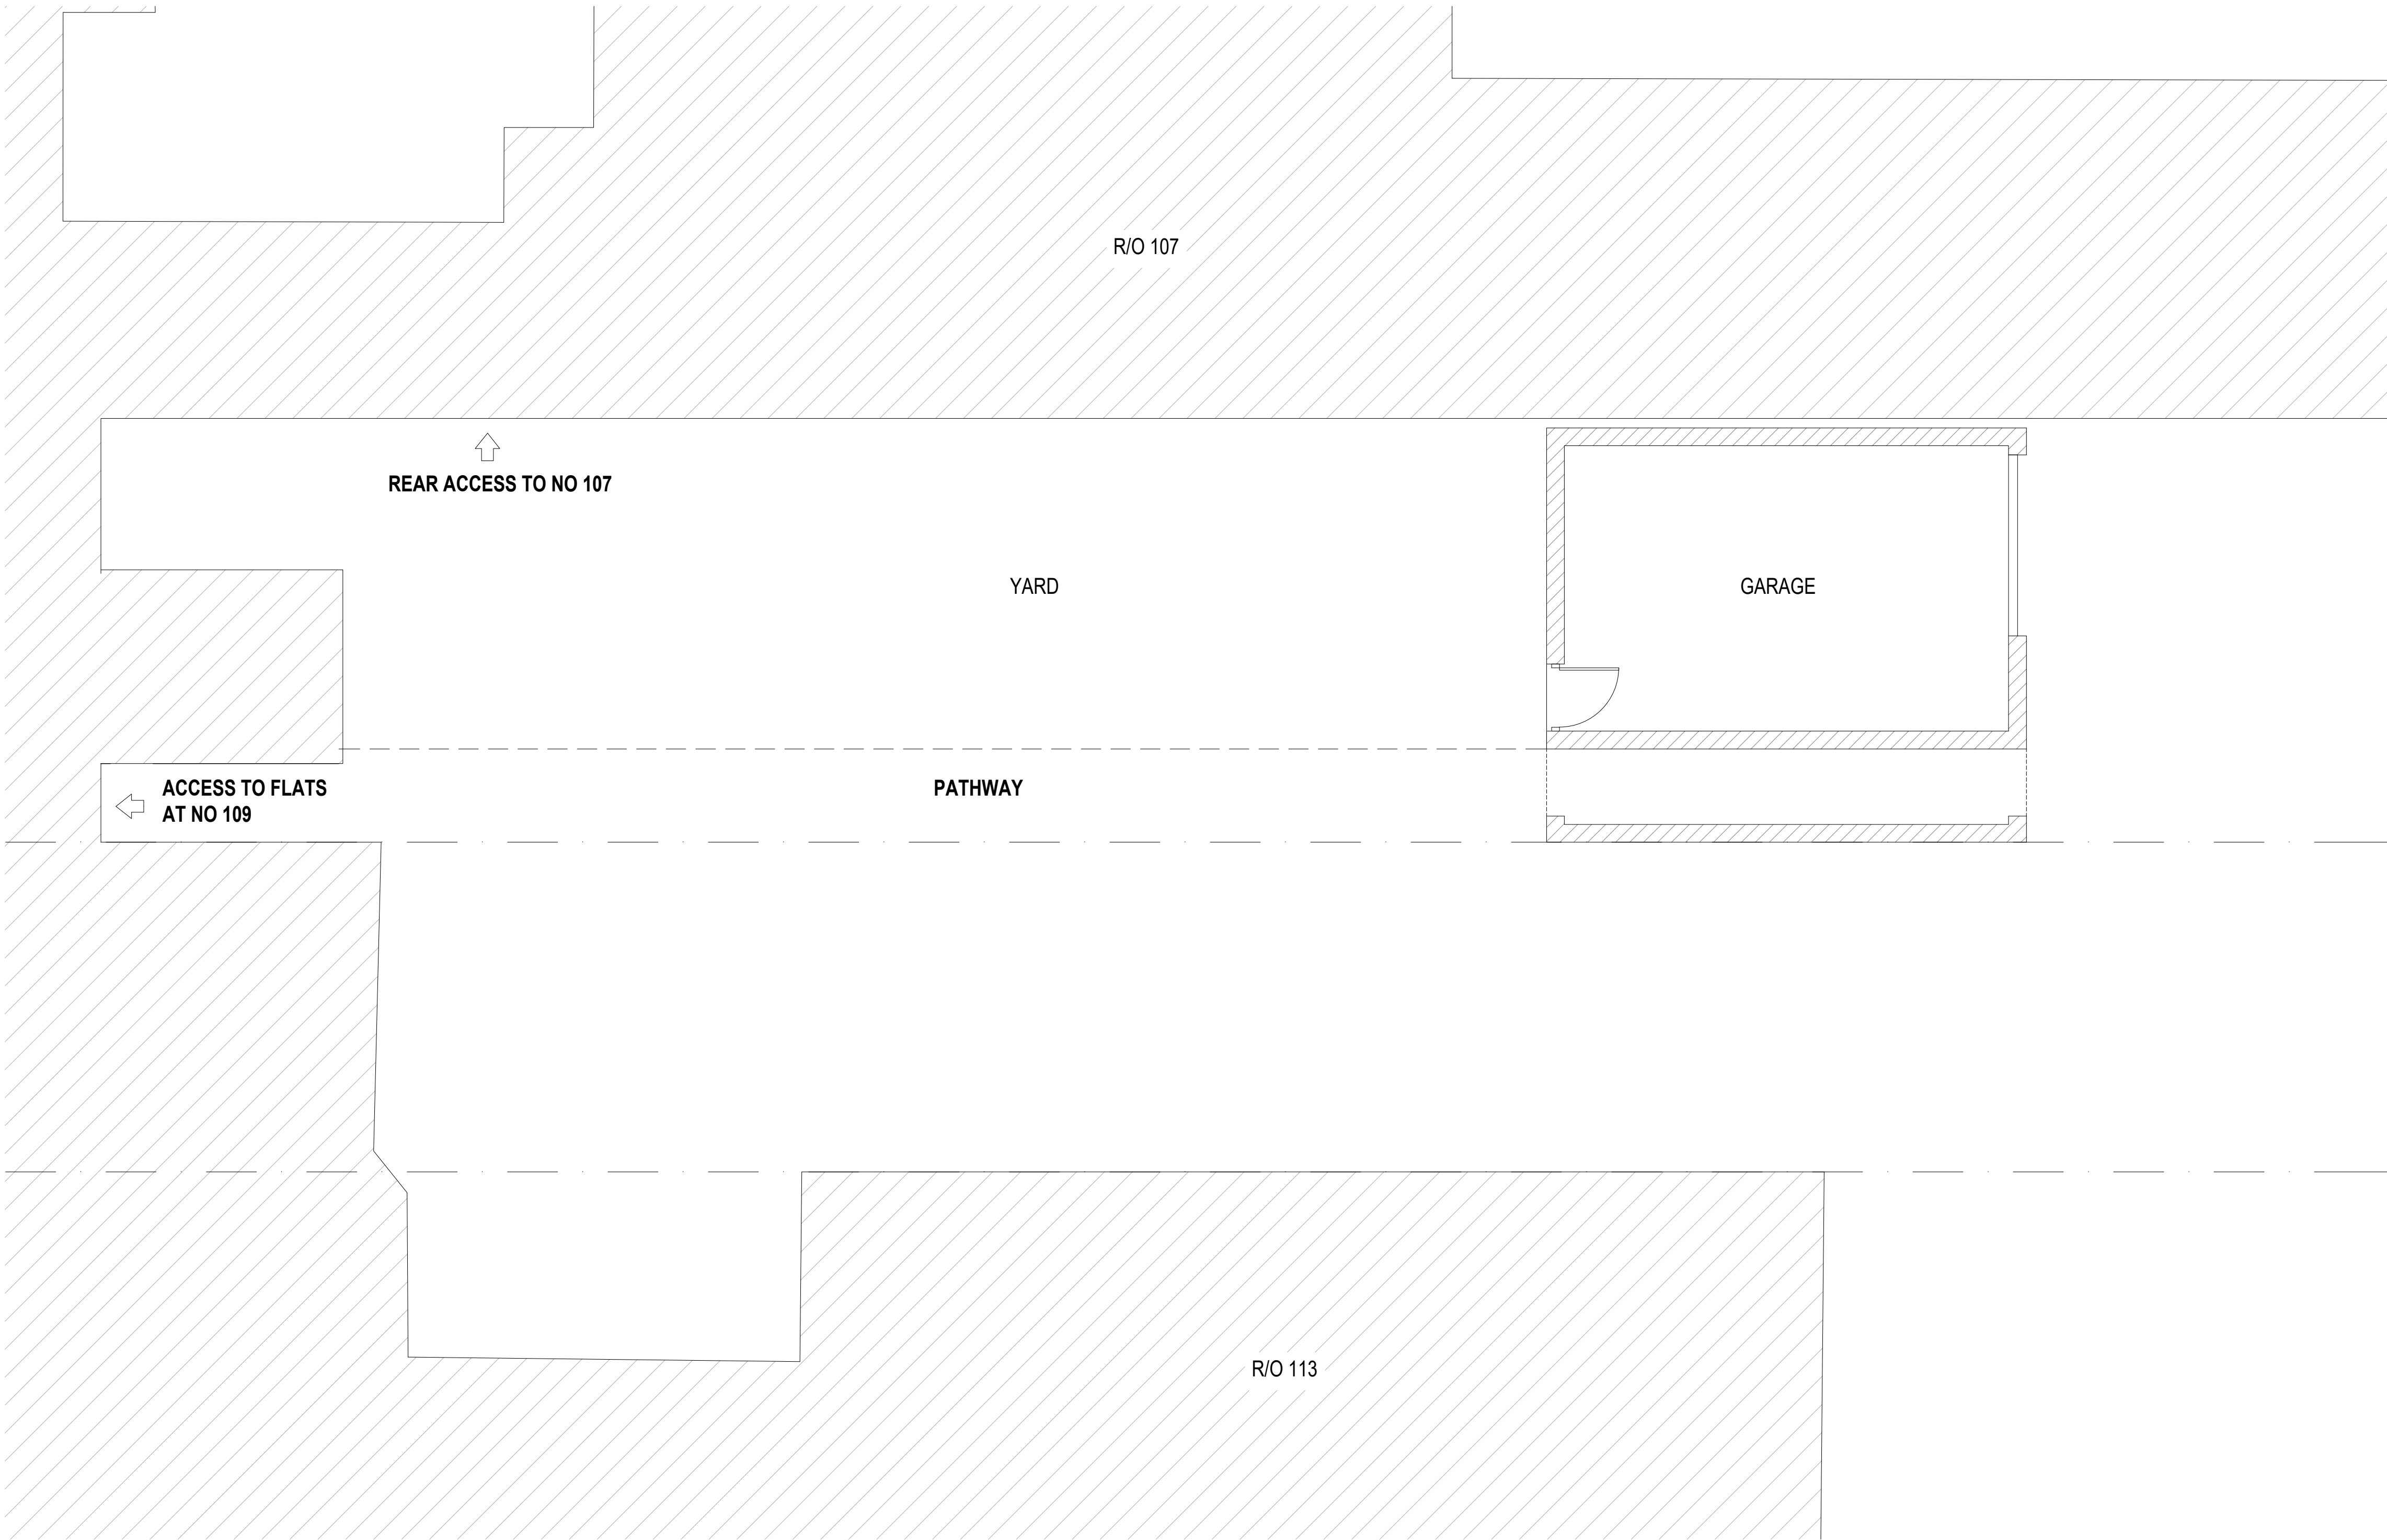 R/O 107
REAR ACCESS TO NO 107
YARD
GARAGE
ACCESS TO FLATS
AT NO 109
PATHWAY
R/O 113